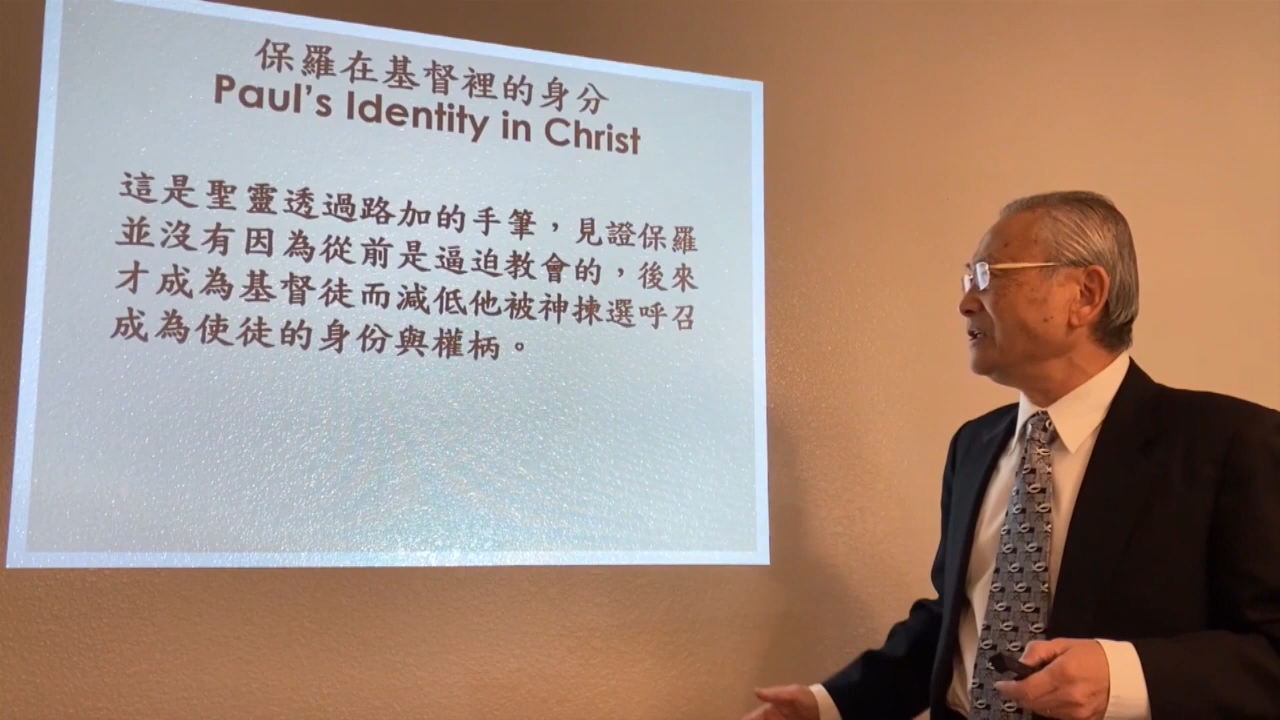 保羅在基督裡的身分
Paul's Identity in Christ
這是聖靈透過路加的手筆，見證保羅
並沒有因為從前是逼迫教會的，後來
才成為基督徒而減低他被神揀選呼召
成為使徒的身份與權柄。